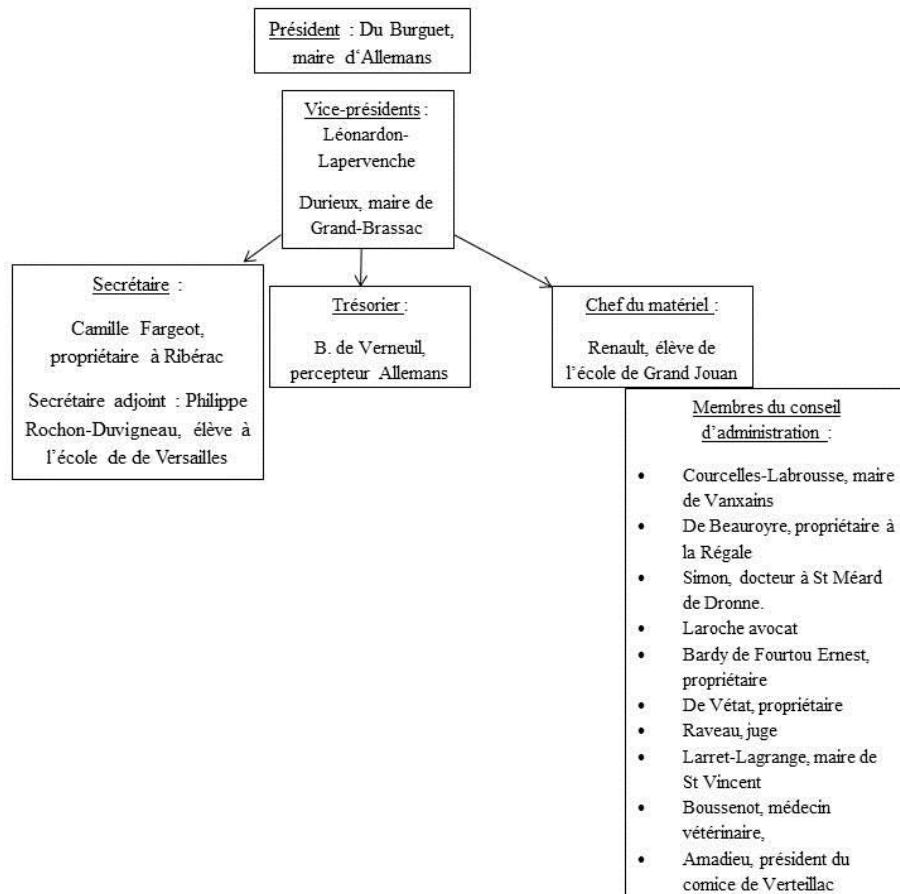 Président : Du Burguet,
maire d'Allemans
Vice-présidents :
Léonardon-
Lapervenche
Durieux, maire de
Grand-Brassac
Secrétaire :
Camille Fargeot,
propriétaire à Ribérac
Secrétaire adjoint : Philippe
Rochon-Duvigneau, élève à
l'école de de Versailles
Trésorier :
B. de Verneuil,
percepteur Allemans
Chef du matériel :
Renault, élève de
l'école de Grand Jouan
Membres du conseil
d'administration :
• Courcelles-Labrousse, maire
de Vanxains
• De Beauroyre, propriétaire à
la Régale
• Simon, docteur à St Méard
de Dronne.
• Laroche avocat
• Bardy de Fourtou Ernest,
propriétaire
• De Vétat, propriétaire
• Raveau, juge
• Larret-Lagrange, maire de
St Vincent
• Boussenot, médecin
vétérinaire,
• Amadieu, président du
comice de Verteillac